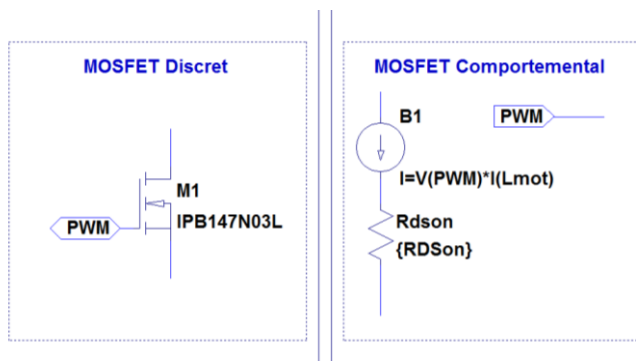 MOSFET Discret
M1
PWM
IPB147N03L
MOSFET Comportemental
B1
PWM
I=V(PWM)*I(Lmot)
Rdson
{RDSon}